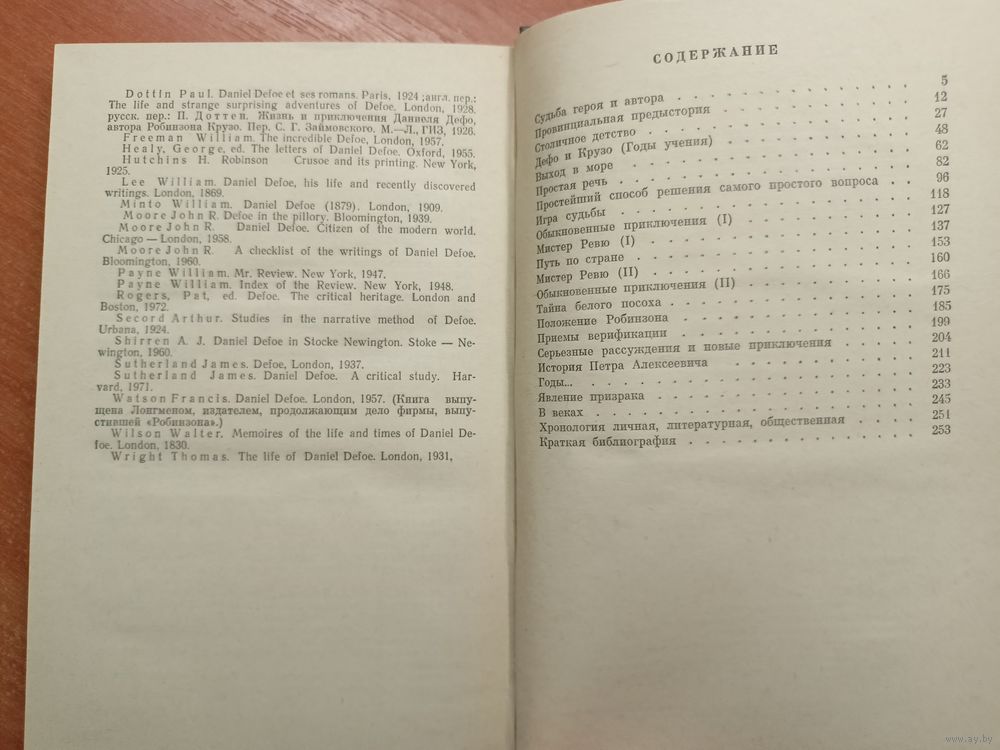 Dottin Paul. Daniel Defoe et ses romans. Paris, 1924 ;англ. пер.:
The life and strange surprising adventures of Defoe. London, 1928.
русск. пер.: П. Доттен. Жизнь и приключения Даниеля Дефо,
автора Робинзона Крузо. Пер. С. Г. Займовского. М.—Л., ГИЗ, 1926.
Freeman William. The incredible Defoe, London, 1957.
Healy, George, ed. The letters of Daniel Defoe. Oxford, 1955.
Hutchins H. Robinson Crusoe and its printing. New York,
1925.
Lee William. Daniel Defoe, his life and recently discovered
writings. London, 1869.
Minto William. Daniel Defoe (1879). London, 1909.
Moore John R. Defoe in the pillory. Bloomington, 1939.
Moore John R. Daniel Defoe. Citizen of the modern world.
Chicago — London, 1958.
Moore John R. A checklist of the writings of Daniel Defoe.
Bloomington, 1960.
Payne William. Mr. Review. New York, 1947.
Payne William. Index of the Review. New York, 1948.
Rogers, Pat, ed. Defoe. The critical heritage. London and
Boston, 1972.
Secord Arthur. Studies in the narrative method of Defoe.
Urbana, 1924.
Shirren A. J. Daniel Defoe in Stocke Newington. Stoke — Ne-
wington, 1960.
Sutherland James. Defoe, London, 1937.
Sutherland James. Daniel Defoe. A critical study. Har-
vard, 1971.
Watson Francis. Daniel Defoe. London, 1957. (Книга выпу-
щена Лонгменом, издателем, продолжающим дело фирмы, выпу-
стившей «Робинзона».)
Wilson Walter. Memoires of the life and times of Daniel De-
foe. London, 1830.
Wright Thomas. The life of Daniel Defoe. London, 1931,
СОДЕРЖАНИЕ
Судьба героя и автора . . . 5
Провинциальная предыстория . . . 12
Столичное детство . . . 27
Дефо и Крузо (Годы учения) . . . 48
Выход в море . . . 62
Простая речь . . . 82
Простейший способ решения самого простого вопроса . . 96
Игра судьбы . . . 118
Обыкновенные приключения (I) . . . 127
Мистер Ревю (I) . . . 137
Путь по стране . . . 153
Мистер Ревю (II) . . . 160
Обыкновенные приключения (II) . . . 166
Тайна белого посоха . . . 175
Положение Робинзона . . . 185
Приемы верификации . . . 199
Серьезные рассуждения и новые приключения . . . 204
История Петра Алексеевича . . . 211
Годы... . . . 223
Явление призрака . . . 233
В веках . . . 245
Хронология личная, литературная, общественная . . . 251
Краткая библиография . . . 253
www.ay.by